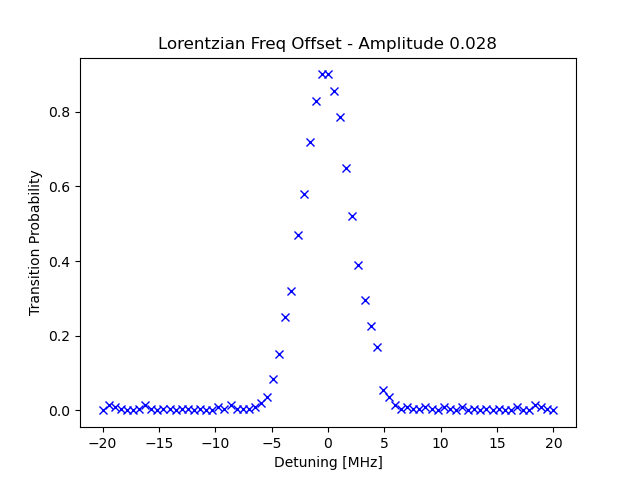 Lorentzian Freq Offset - Amplitude 0.028
Transition Probability
0.8
0.6
0.4
0.2
0.0
−20 −15 −10 −5 0 5 10 15 20
Detuning [MHz]